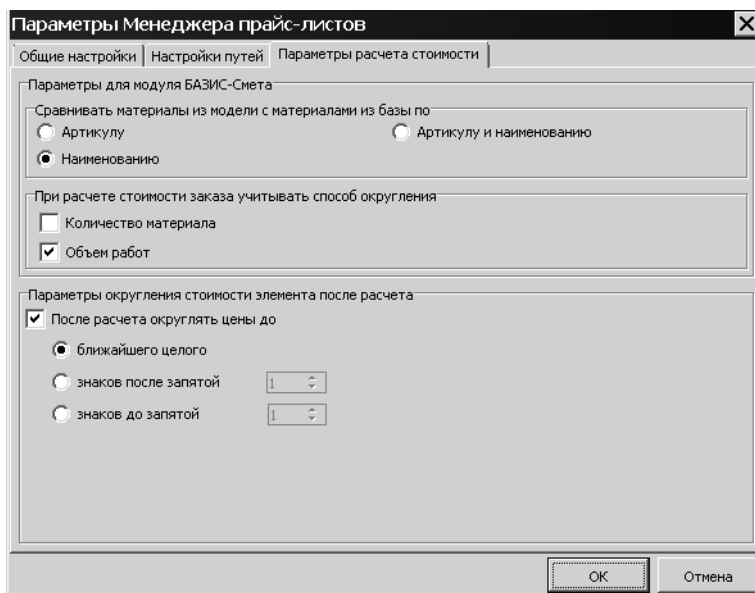 Параметры Менеджера прайс-листов
Общие настройки Настройки путей Параметры расчета стоимости
Параметры для модуля БАЗИС-Смета
Сравнивать материалы из модели с материалами из базы по
Артикулу Артикулу и наименованию
Наименованию
При расчете стоимости заказа учитывать способ округления
Количество материала
Объем работ
Параметры округления стоимости элемента после расчета
После расчета округлять цены до
ближайшего целого
знаков после запятой 1
знаков до запятой 1
OK Отмена